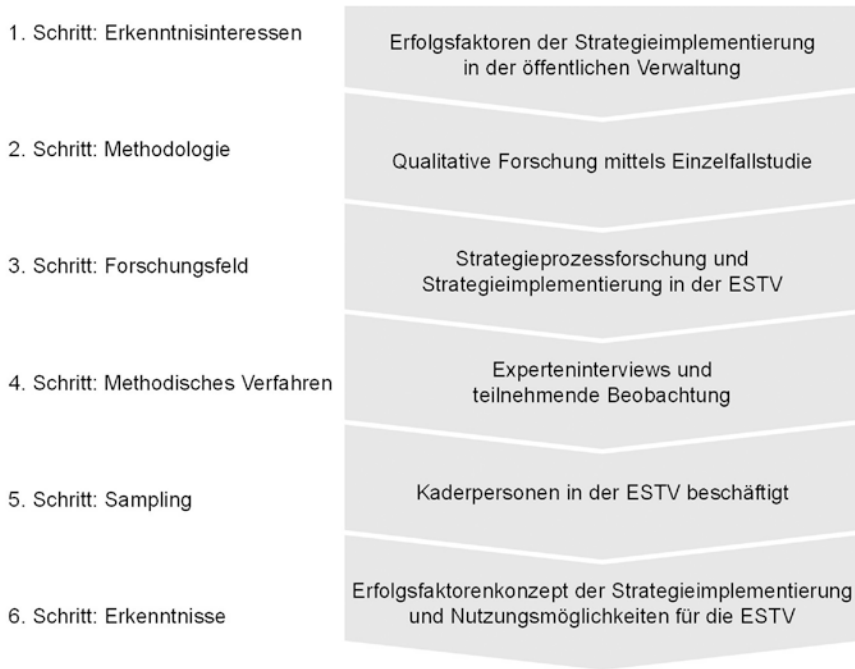 1. Schritt: Erkenntnisinteressen
Erfolgsfaktoren der Strategieimplementierung
in der öffentlichen Verwaltung
2. Schritt: Methodologie
Qualitative Forschung mittels Einzelfallstudie
3. Schritt: Forschungsfeld
Strategieprozessforschung und
Strategieimplementierung in der ESTV
4. Schritt: Methodisches Verfahren
Experteninterviews und
teilnehmende Beobachtung
5. Schritt: Sampling
Kaderpersonen in der ESTV beschäftigt
6. Schritt: Erkenntnisse
Erfolgsfaktorenkonzept der Strategieimplementierung
und Nutzungsmöglichkeiten für die ESTV